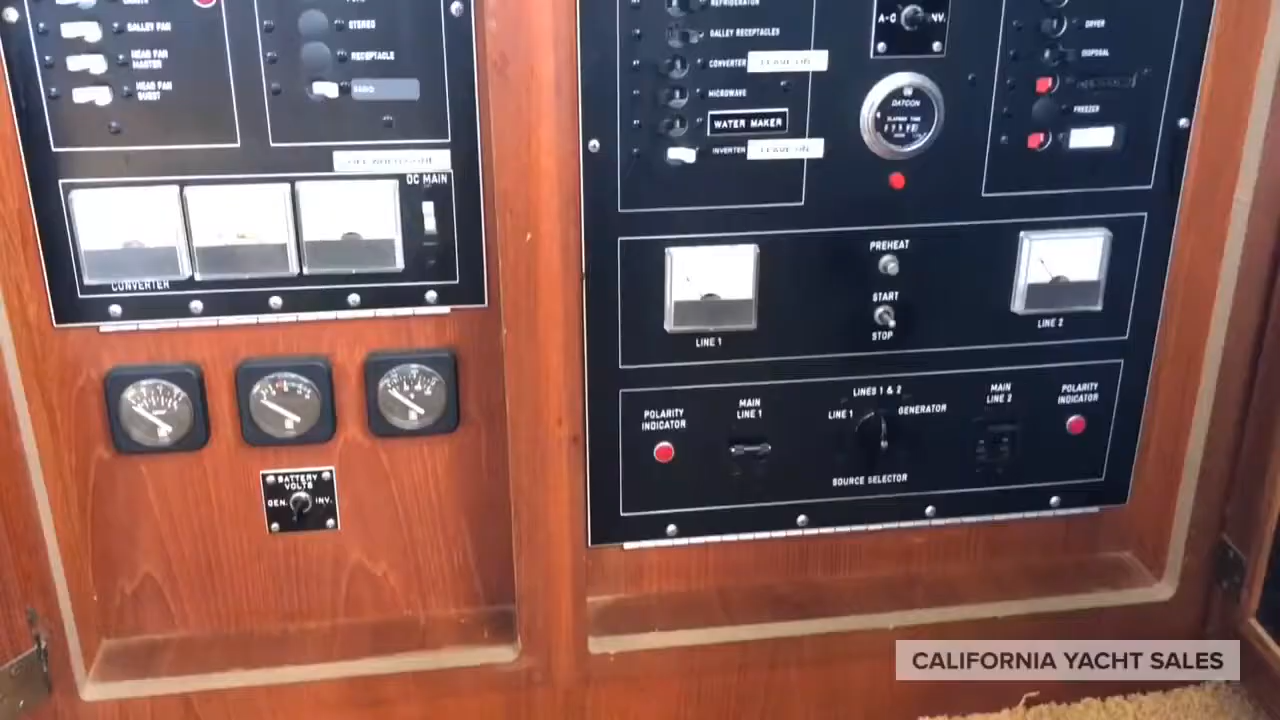 GALLEY FAN
HEAD FAN
MASTER
HEAD FAN
GUEST
STEREO
RECEPTACLE
RADIO
DC MAIN
CONVERTER
BATTERY
VOLTS
GEN.
INV.
REFRIGERATOR
GALLEY RECEPTACLES
CONVERTER
LEAVE ON
MICROWAVE
WATER MAKER
INVERTER
LEAVE ON
A-C
INV.
DATCON
ELAPSED TIME
DRYER
DISPOSAL
FREEZER
PREHEAT
START
STOP
LINE 1
LINE 2
POLARITY
INDICATOR
MAIN
LINE 1
LINES 1 & 2
LINE 1
GENERATOR
SOURCE SELECTOR
MAIN
LINE 2
POLARITY
INDICATOR
CALIFORNIA YACHT SALES